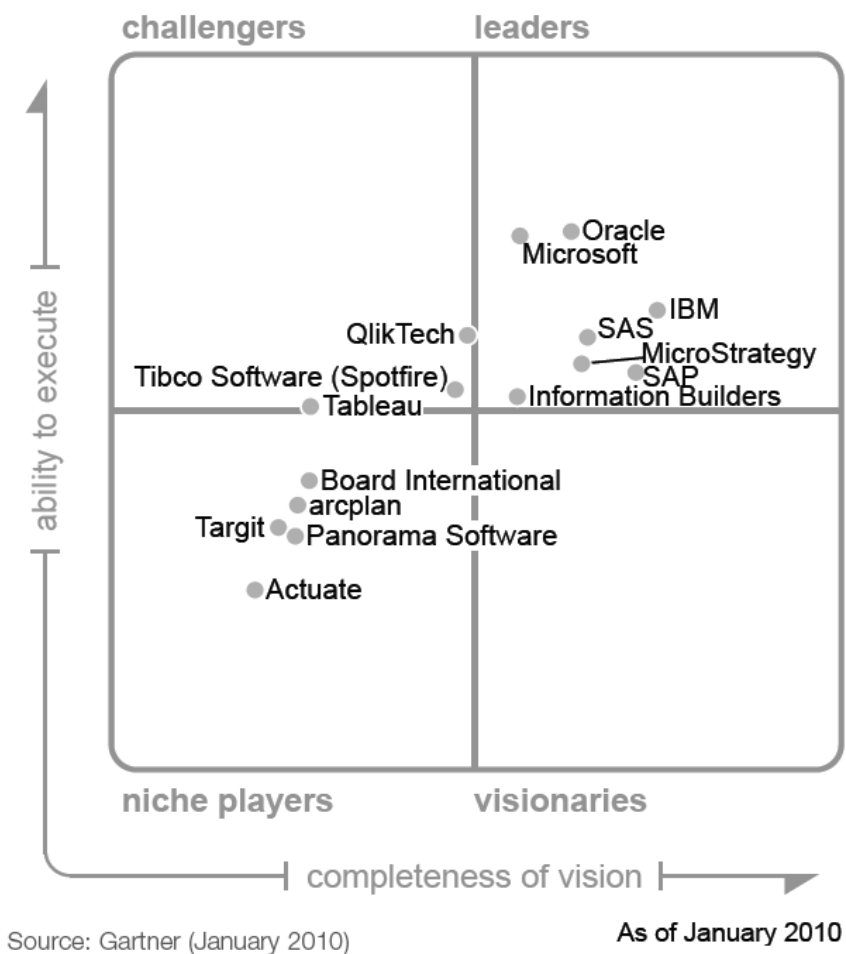 challengers
leaders
Oracle
Microsoft
IBM
SAS
QlikTech
MicroStrategy
SAP
Tibco Software (Spotfire)
Information Builders
Tableau
ability to execute
Board International
arcplan
Targit
Panorama Software
Actuate
niche players
visionaries
completeness of vision
As of January 2010
Source: Gartner (January 2010)